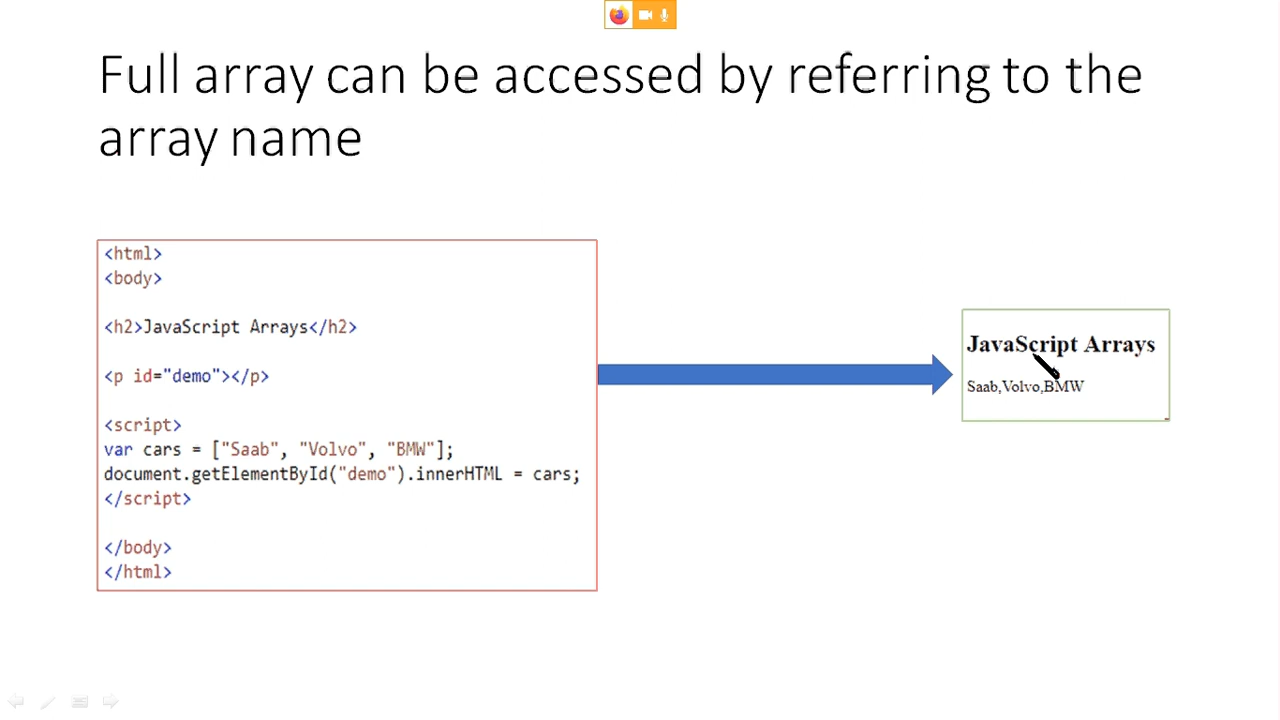 Full array can be accessed by referring to the
array name
<html>
<body>
<h2>JavaScript Arrays</h2>
<p id="demo"></p>
<script>
var cars = ["Saab", "Volvo", "BMW"];
document.getElementById("demo").innerHTML = cars;
</script>
</body>
</html>
JavaScript Arrays
Saab,Volvo,BMW